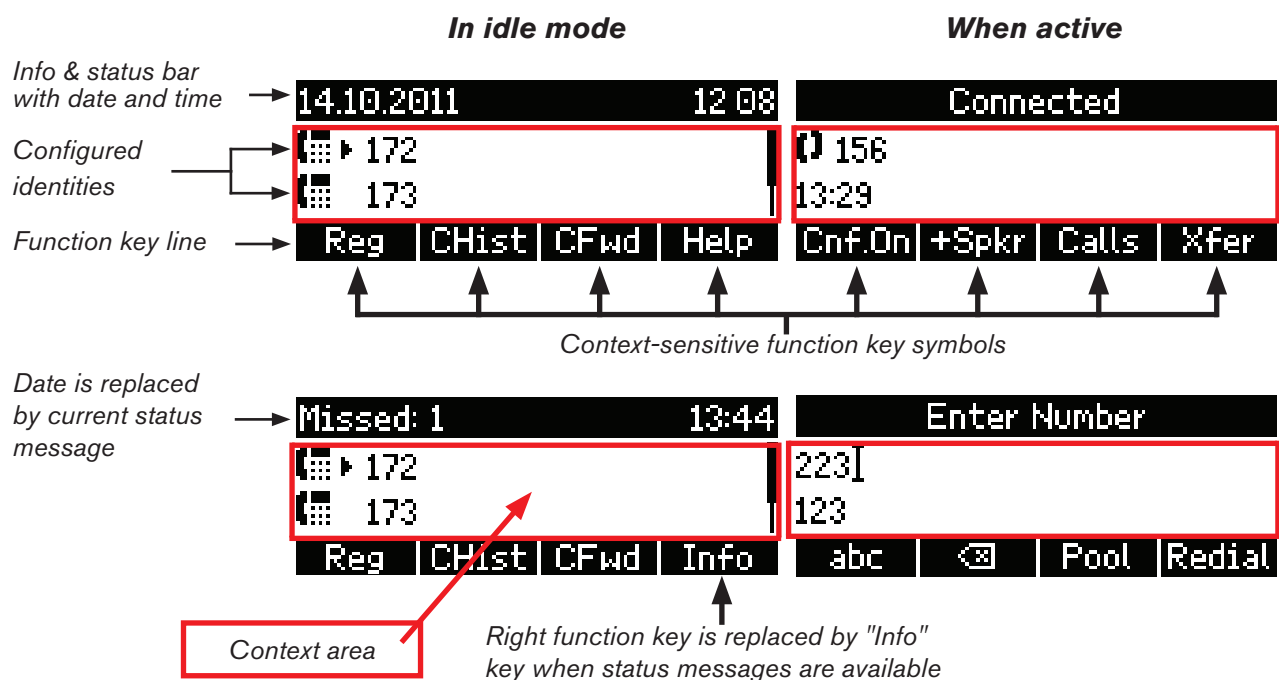 In idle mode
When active
Info & status bar
with date and time
14.10.2011 12 08
Connected
Configured
identities
172
173
156
13:29
Function key line
Reg CHist CFwd Help
Cnf.On +Spkr Calls Xfer
Context-sensitive function key symbols
Date is replaced
by current status
message
Missed: 1 13:44
Enter Number
172
173
223
123
Reg CHist CFwd Info
abc Pool Redial
Context area
Right function key is replaced by "Info"
key when status messages are available